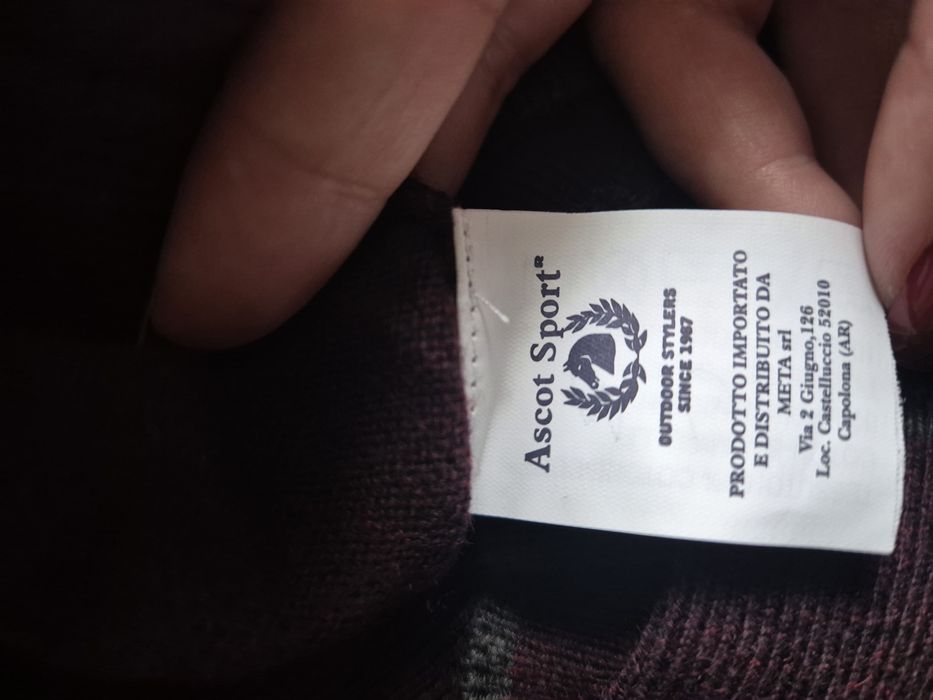 Ascot Sport®
OUTDOOR STYLERS
SINCE 1987
PRODOTTO IMPORTATO
E DISTRIBUITO DA
META srl
Via 2 Giugno,126
Loc. Castelluccio 52010
Capolona (AR)